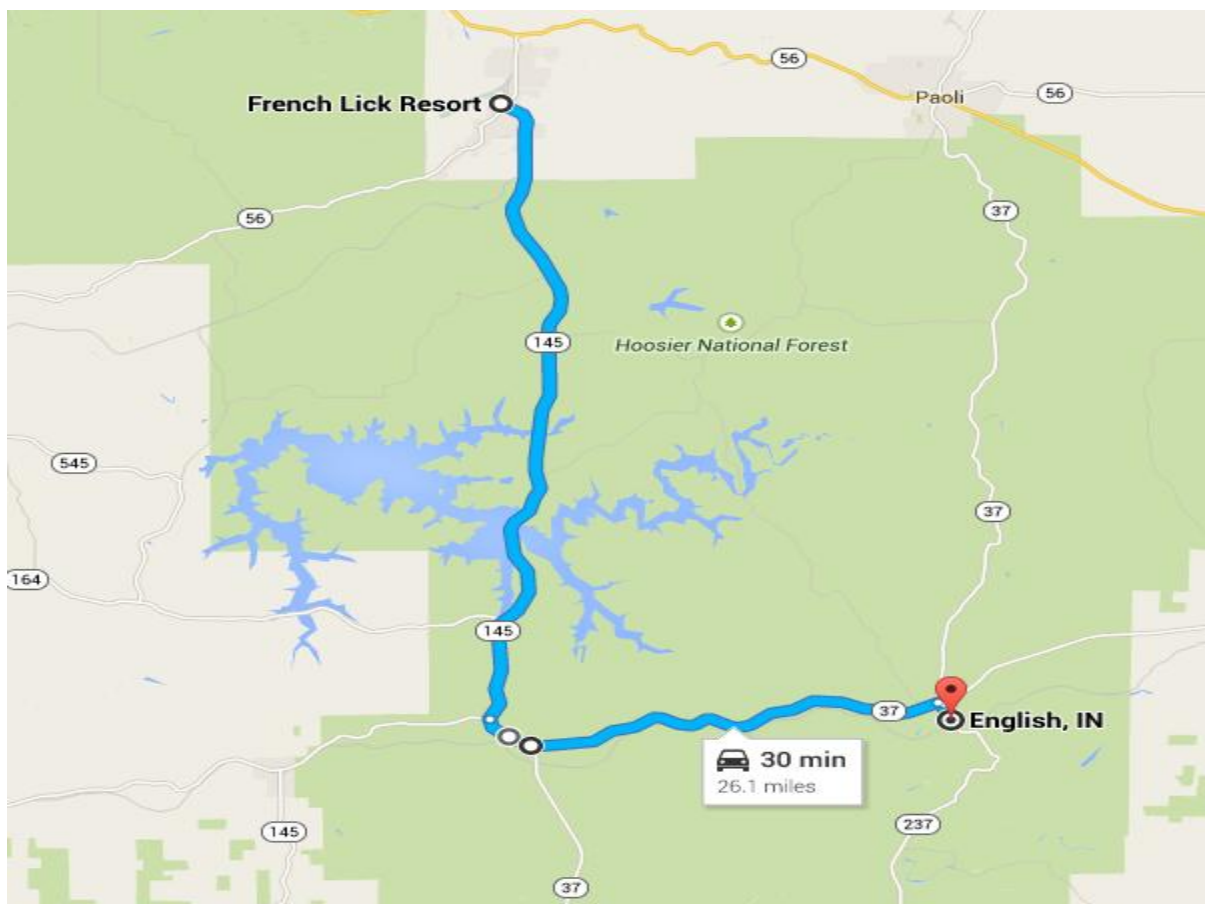 56
French Lick Resort
Paoli
56
56
37
145
Hoosier National Forest
545
37
164
145
37
English, IN
30 min
26.1 miles
145
237
37